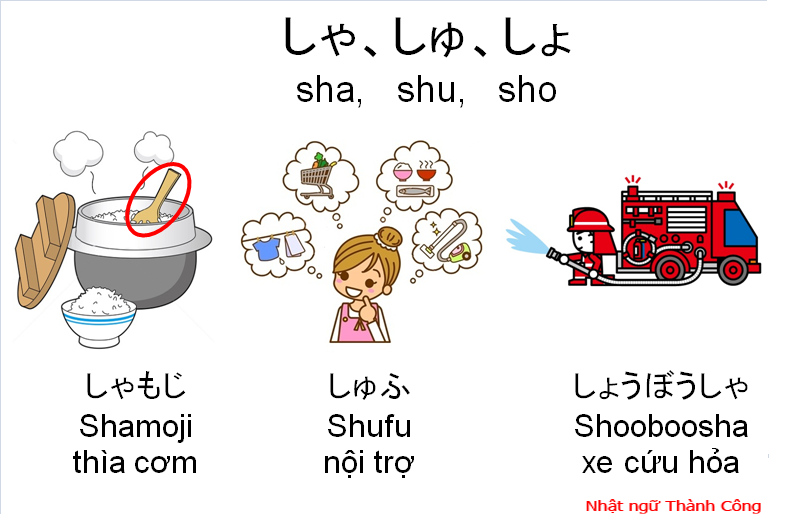 しゃ、しゅ、しょ
sha, shu, sho
しゃもじ
Shamoji
thìa cơm
しゅふ
Shufu
nội trợ
しょうぼうしゃ
Shooboosha
xe cứu hỏa
Nhật ngữ Thành Công